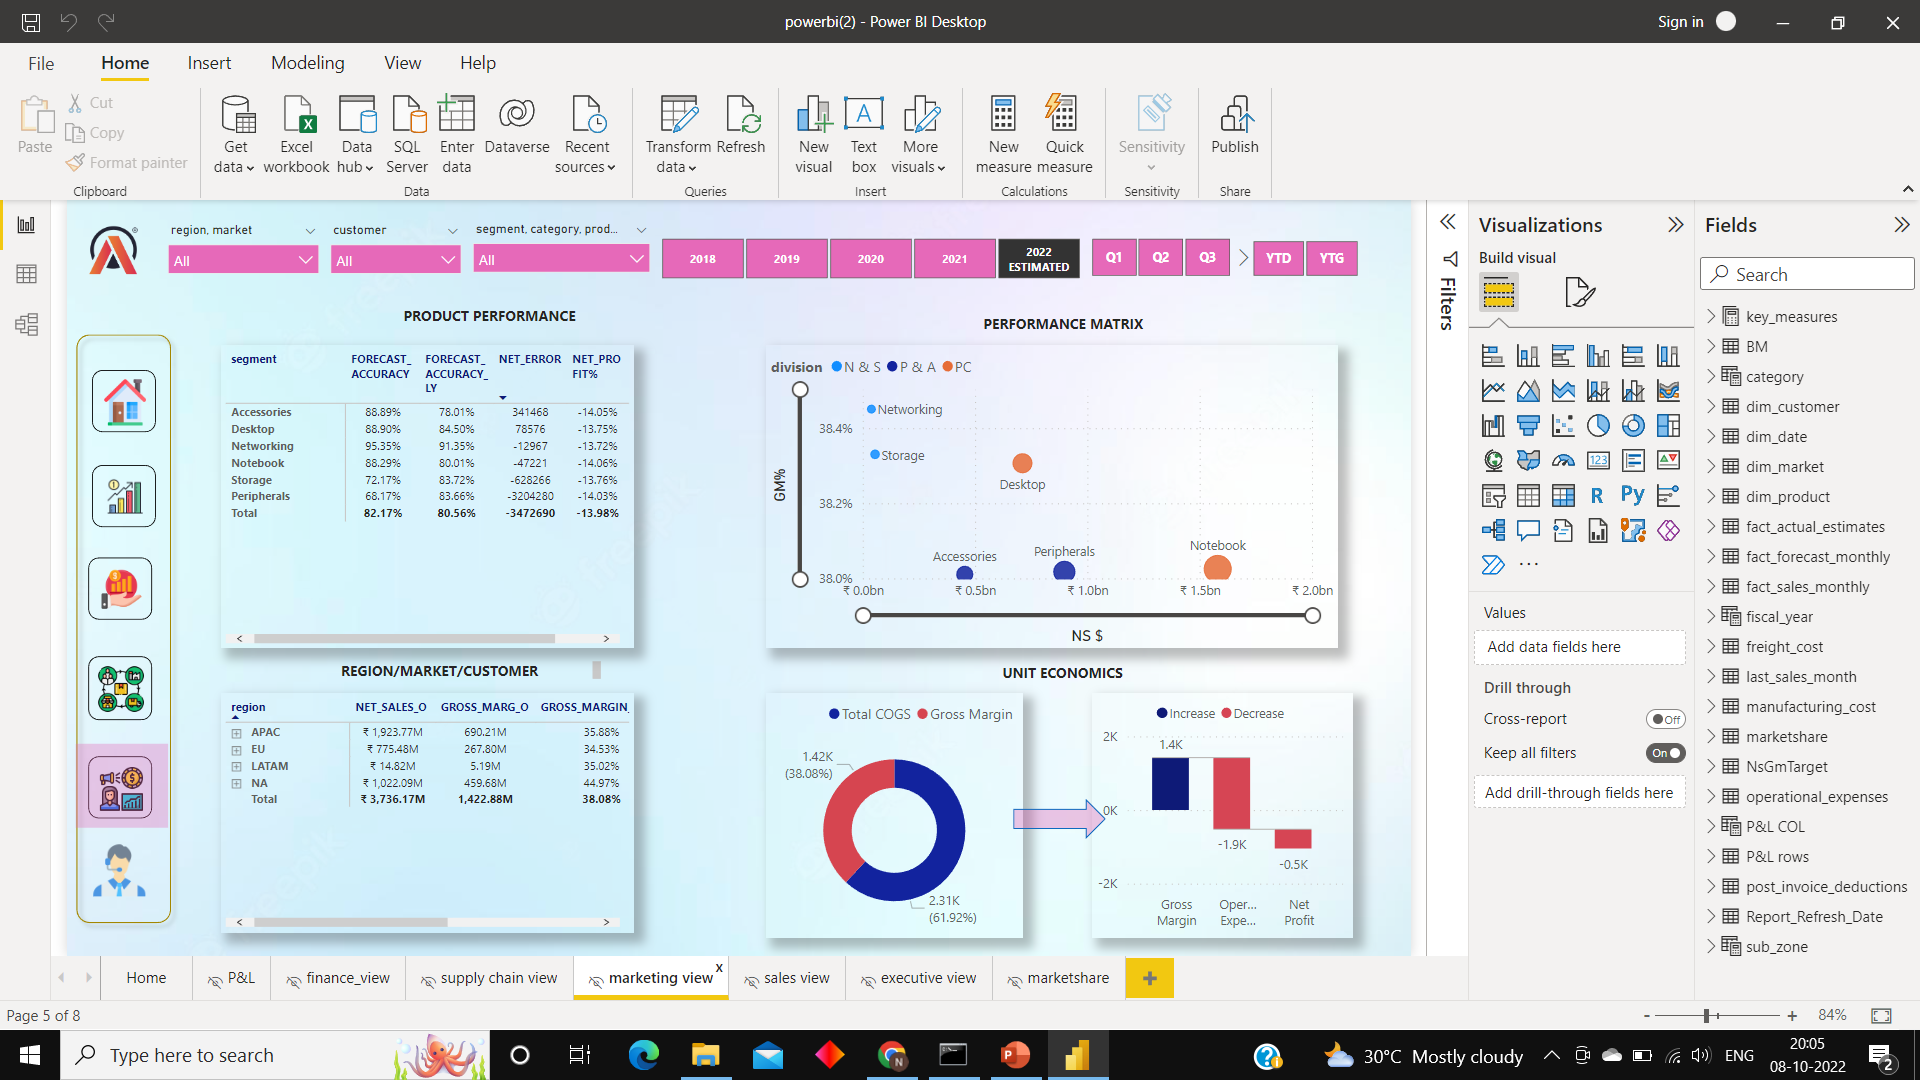 powerbi(2) - Power BI Desktop
Sign in
File Home Insert Modeling View Help
Paste
Cut
Copy
Format painter
Clipboard
Get data
Excel workbook
Data hub
SQL Server
Enter data
Dataverse
Recent sources
Data
Transform data
Refresh
Queries
New visual
Text box
More visuals
Insert
New measure
Quick measure
Calculations
Sensitivity
Sensitivity
Publish
Share
region, market
All
customer
All
segment, category, prod...
All
2018 2019 2020 2021 2022 ESTIMATED
Q1 Q2 Q3 YTD YTG
PRODUCT PERFORMANCE
segment FORECAST_ACCURACY FORECAST_ACCURACY_LY NET_ERROR NET_PROFIT%
Accessories 88.89% 78.01% 341468 -14.05%
Desktop 88.90% 84.50% 78576 -13.75%
Networking 95.35% 91.35% -12967 -13.72%
Notebook 88.29% 80.01% -47221 -14.06%
Storage 72.17% 83.72% -628266 -13.76%
Peripherals 68.17% 83.66% -3204280 -14.03%
Total 82.17% 80.56% -3472690 -13.98%
PERFORMANCE MATRIX
division N & S P & A PC
GM%
38.4%
38.2%
38.0%
Networking
Storage
Desktop
Accessories
Peripherals
Notebook
₹ 0.0bn ₹ 0.5bn ₹ 1.0bn ₹ 1.5bn ₹ 2.0bn
NS $
REGION/MARKET/CUSTOMER
region NET_SALES_O GROSS_MARG_O GROSS_MARGIN_
APAC ₹ 1,923.77M 690.21M 35.88%
EU ₹ 775.48M 267.80M 34.53%
LATAM ₹ 14.82M 5.19M 35.02%
NA ₹ 1,022.09M 459.68M 44.97%
Total ₹ 3,736.17M 1,422.88M 38.08%
UNIT ECONOMICS
Total COGS Gross Margin
1.42K
(38.08%)
2.31K
(61.92%)
Increase Decrease
2K
0K
-2K
1.4K
-1.9K
-0.5K
Gross Margin
Oper... Expe...
Net Profit
Filters
Visualizations
Build visual
R Py
123
...
Values
Add data fields here
Drill through
Cross-report Off
Keep all filters On
Add drill-through fields here
Fields
Search
key_measures
BM
category
dim_customer
dim_date
dim_market
dim_product
fact_actual_estimates
fact_forecast_monthly
fact_sales_monthly
fiscal_year
freight_cost
last_sales_month
manufacturing_cost
marketshare
NsGmTarget
operational_expenses
P&L COL
P&L rows
post_invoice_deductions
Report_Refresh_Date
sub_zone
Home P&L finance_view supply chain view marketing view x sales view executive view marketshare +
Page 5 of 8
- + 84%
Type here to search
30°C Mostly cloudy
ENG
20:05
08-10-2022
2